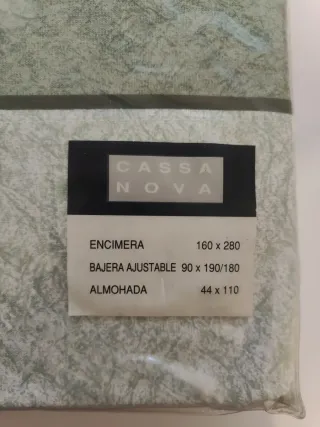 CASSA
NOVA
ENCIMERA 160 x 280
BAJERA AJUSTABLE 90 x 190/180
ALMOHADA 44 x 110